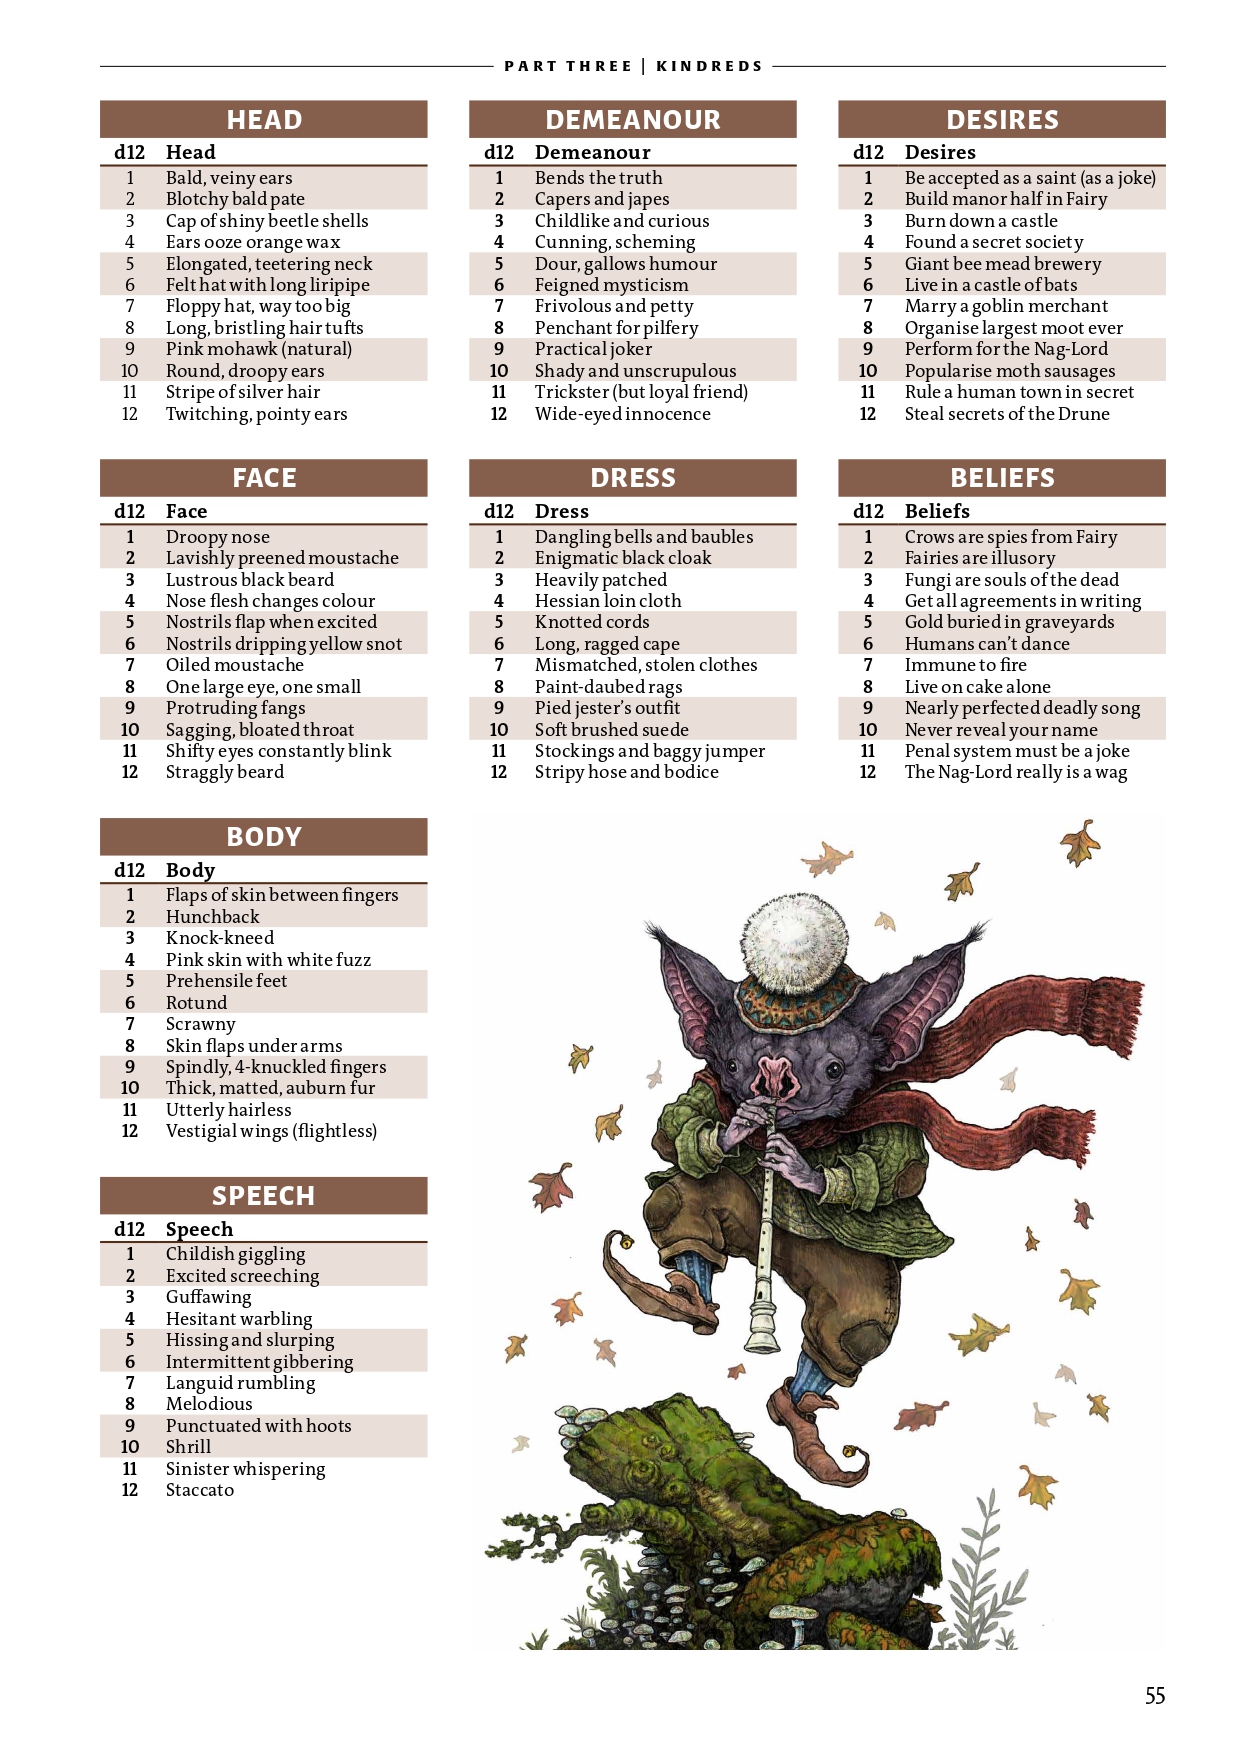 PART THREE | KINDREDS
HEAD
d12 Head
1 Bald, veiny ears
2 Blotchy bald pate
3 Cap of shiny beetle shells
4 Ears ooze orange wax
5 Elongated, teetering neck
6 Felt hat with long liripipe
7 Floppy hat, way too big
8 Long, bristling hair tufts
9 Pink mohawk (natural)
10 Round, droopy ears
11 Stripe of silver hair
12 Twitching, pointy ears
FACE
d12 Face
1 Droopy nose
2 Lavishly preened moustache
3 Lustrous black beard
4 Nose flesh changes colour
5 Nostrils flap when excited
6 Nostrils dripping yellow snot
7 Oiled moustache
8 One large eye, one small
9 Protruding fangs
10 Sagging, bloated throat
11 Shifty eyes constantly blink
12 Straggly beard
BODY
d12 Body
1 Flaps of skin between fingers
2 Hunchback
3 Knock-kneed
4 Pink skin with white fuzz
5 Prehensile feet
6 Rotund
7 Scrawny
8 Skin flaps under arms
9 Spindly, 4-knuckled fingers
10 Thick, matted, auburn fur
11 Utterly hairless
12 Vestigial wings (flightless)
SPEECH
d12 Speech
1 Childish giggling
2 Excited screeching
3 Guffawing
4 Hesitant warbling
5 Hissing and slurping
6 Intermittent gibbering
7 Languid rumbling
8 Melodious
9 Punctuated with hoots
10 Shrill
11 Sinister whispering
12 Staccato
DEMEANOUR
d12 Demeanour
1 Bends the truth
2 Capers and japes
3 Childlike and curious
4 Cunning, scheming
5 Dour, gallows humour
6 Feigned mysticism
7 Frivolous and petty
8 Penchant for pilfery
9 Practical joker
10 Shady and unscrupulous
11 Trickster (but loyal friend)
12 Wide-eyed innocence
DRESS
d12 Dress
1 Dangling bells and baubles
2 Enigmatic black cloak
3 Heavily patched
4 Hessian loin cloth
5 Knotted cords
6 Long, ragged cape
7 Mismatched, stolen clothes
8 Paint-daubed rags
9 Pied jester's outfit
10 Soft brushed suede
11 Stockings and baggy jumper
12 Stripy hose and bodice
DESIRES
d12 Desires
1 Be accepted as a saint (as a joke)
2 Build manor half in Fairy
3 Burn down a castle
4 Found a secret society
5 Giant bee mead brewery
6 Live in a castle of bats
7 Marry a goblin merchant
8 Organise largest moot ever
9 Perform for the Nag-Lord
10 Popularise moth sausages
11 Rule a human town in secret
12 Steal secrets of the Drune
BELIEFS
d12 Beliefs
1 Crows are spies from Fairy
2 Fairies are illusory
3 Fungi are souls of the dead
4 Get all agreements in writing
5 Gold buried in graveyards
6 Humans can't dance
7 Immune to fire
8 Live on cake alone
9 Nearly perfected deadly song
10 Never reveal your name
11 Penal system must be a joke
12 The Nag-Lord really is a wag
55